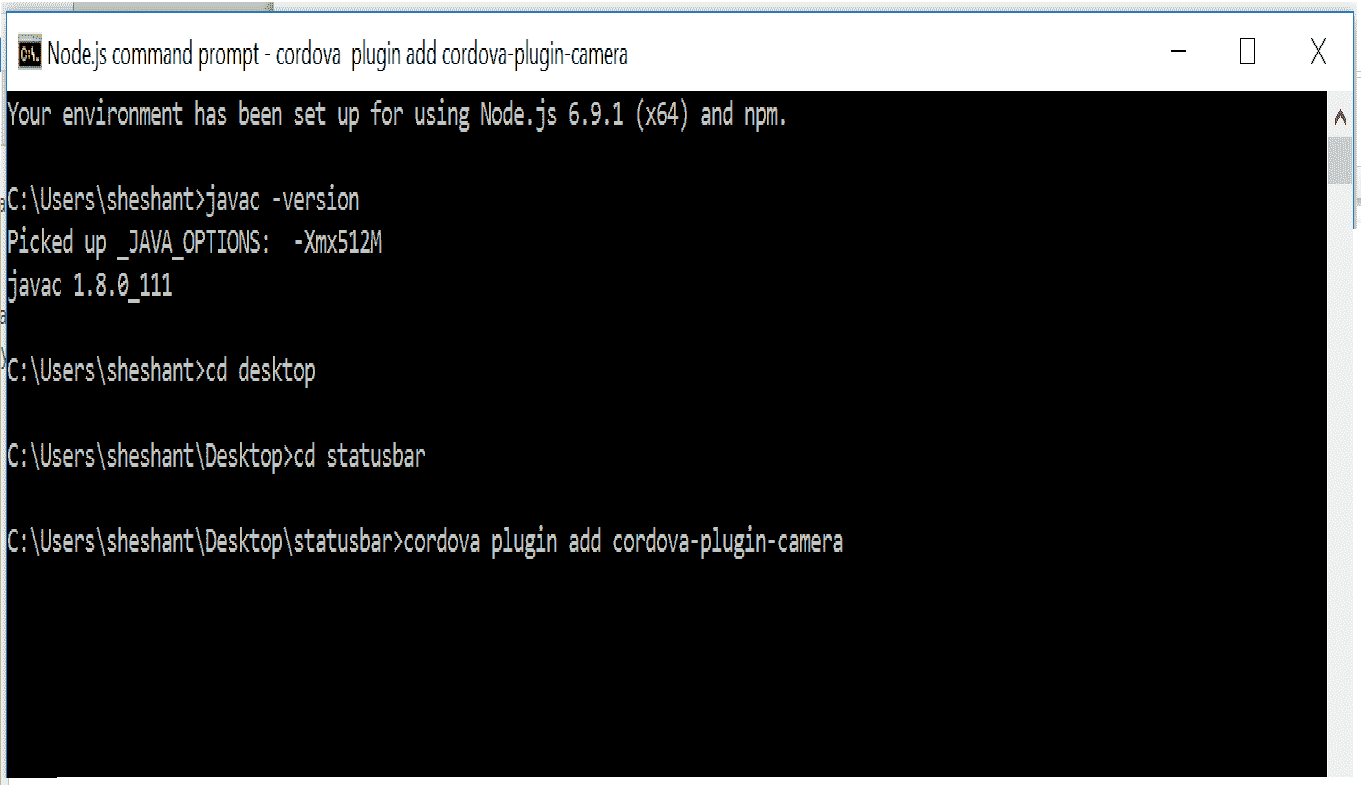 Node.js command prompt - cordova  plugin add cordova-plugin-camera
Your environment has been set up for using Node.js 6.9.1 (x64) and npm.
C:\Users\sheshant>javac -version
Picked up _JAVA_OPTIONS:  -Xmx512M
javac 1.8.0_111
C:\Users\sheshant>cd desktop
C:\Users\sheshant\Desktop>cd statusbar
C:\Users\sheshant\Desktop\statusbar>cordova plugin add cordova-plugin-camera